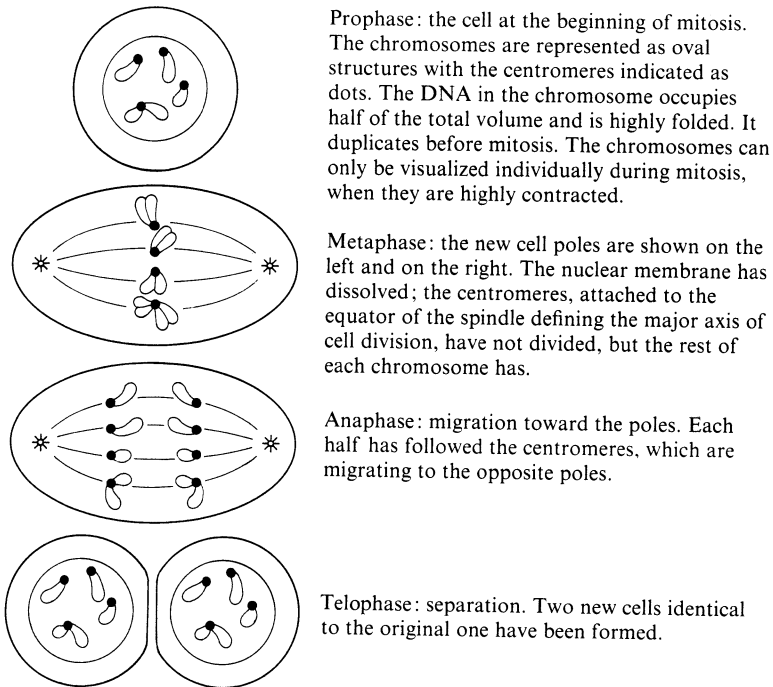 Prophase: the cell at the beginning of mitosis.
The chromosomes are represented as oval
structures with the centromeres indicated as
dots. The DNA in the chromosome occupies
half of the total volume and is highly folded. It
duplicates before mitosis. The chromosomes can
only be visualized individually during mitosis,
when they are highly contracted.
Metaphase: the new cell poles are shown on the
left and on the right. The nuclear membrane has
dissolved; the centromeres, attached to the
equator of the spindle defining the major axis of
cell division, have not divided, but the rest of
each chromosome has.
Anaphase: migration toward the poles. Each
half has followed the centromeres, which are
migrating to the opposite poles.
Telophase: separation. Two new cells identical
to the original one have been formed.